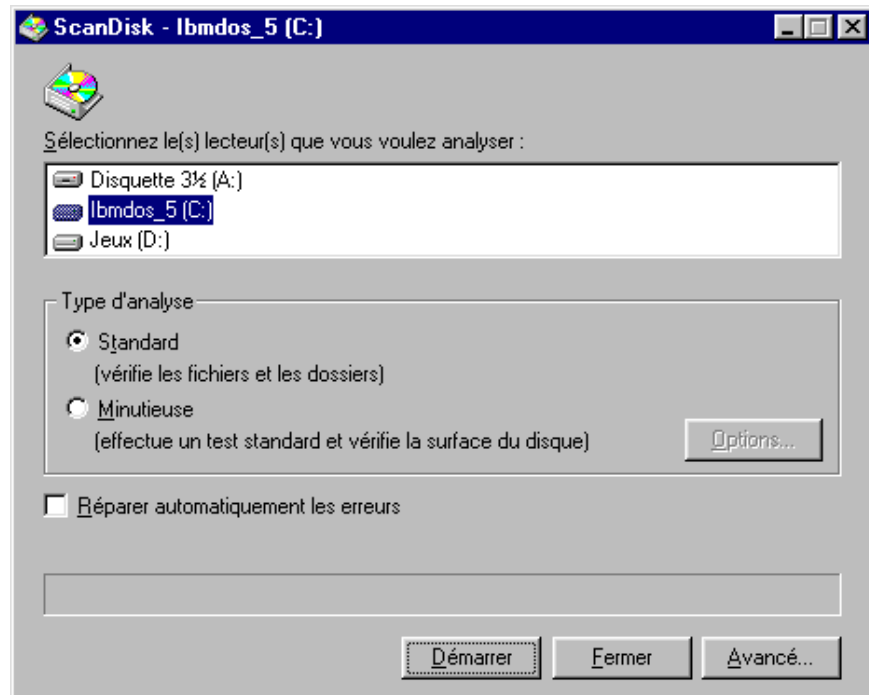 ScanDisk - Ibmdos_5 (C:)
Sélectionnez le(s) lecteur(s) que vous voulez analyser :
Disquette 3½ (A:)
Ibmdos_5 (C:)
Jeux (D:)
Type d'analyse
Standard
(vérifie les fichiers et les dossiers)
Minutieuse
(effectue un test standard et vérifie la surface du disque)
Options...
Réparer automatiquement les erreurs
Démarrer Fermer Avancé...